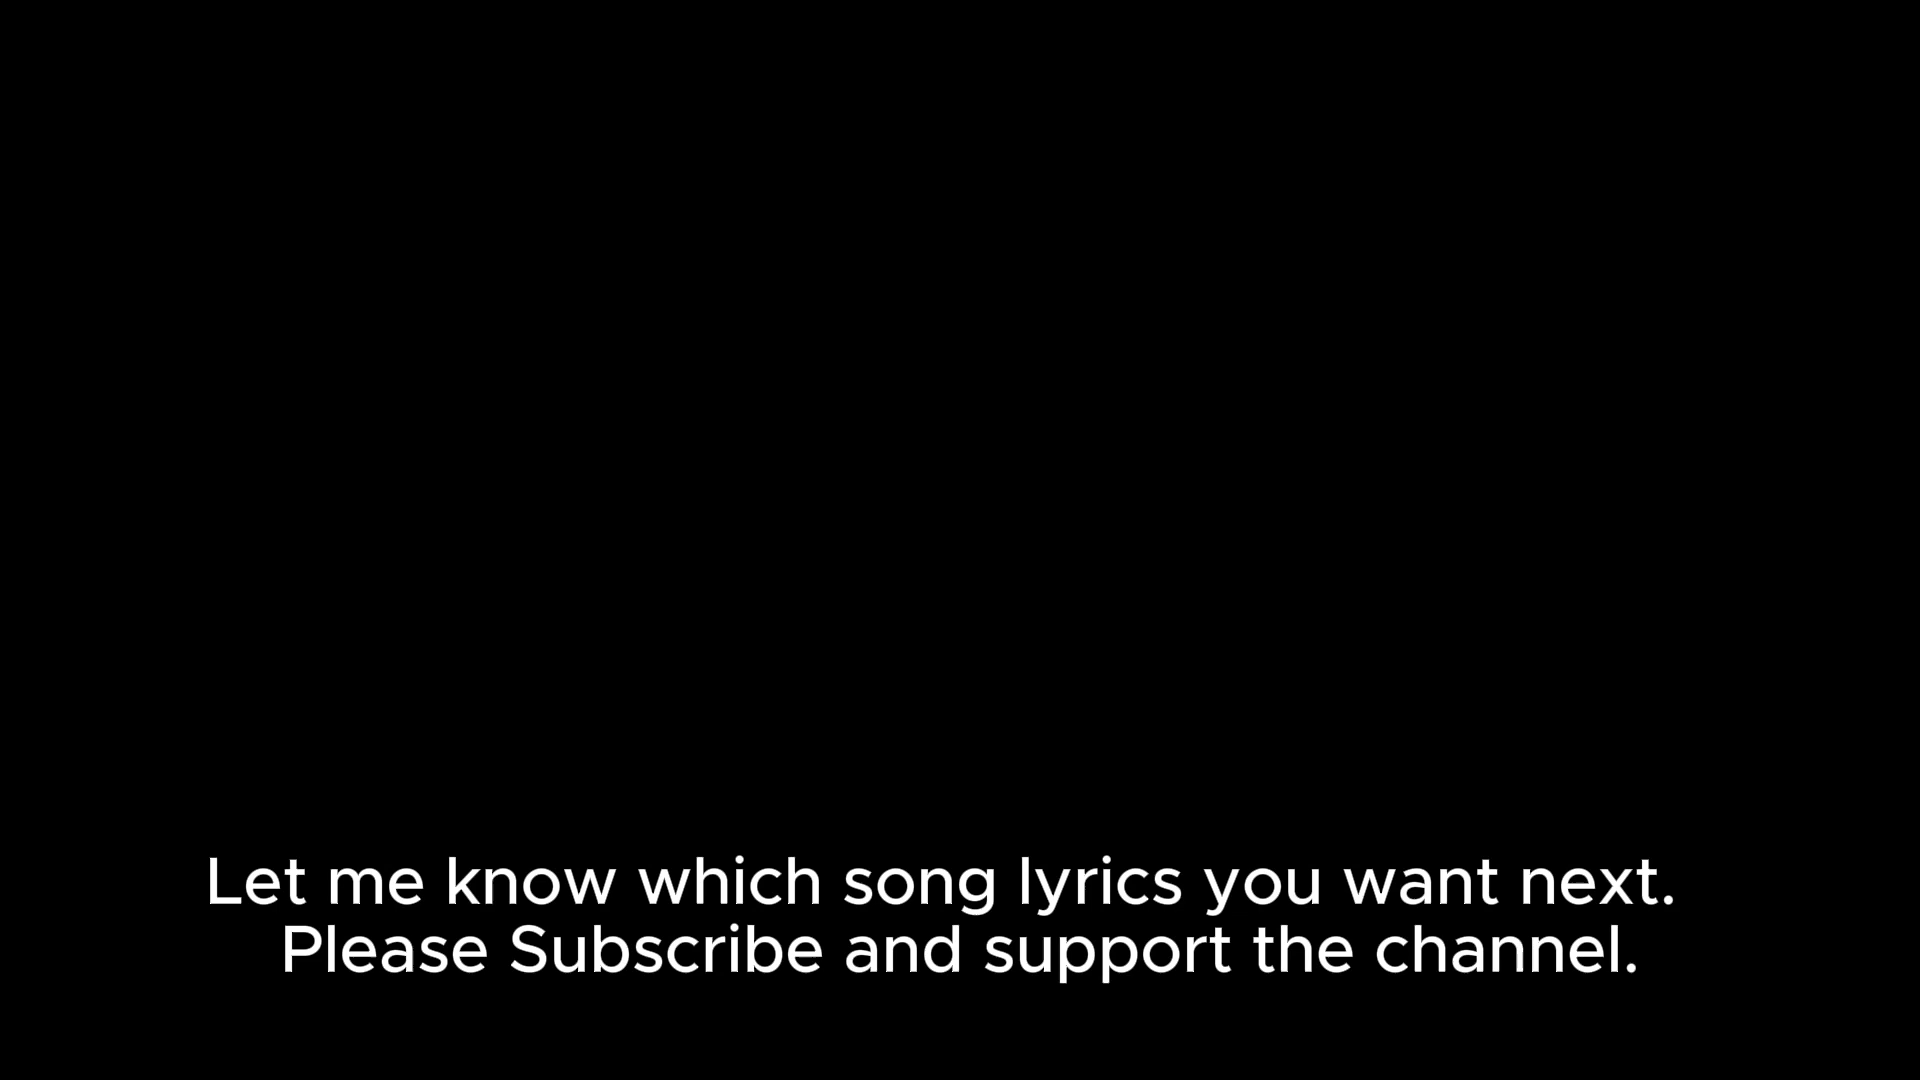 Let me know which song lyrics you want next.
Please Subscribe and support the channel.